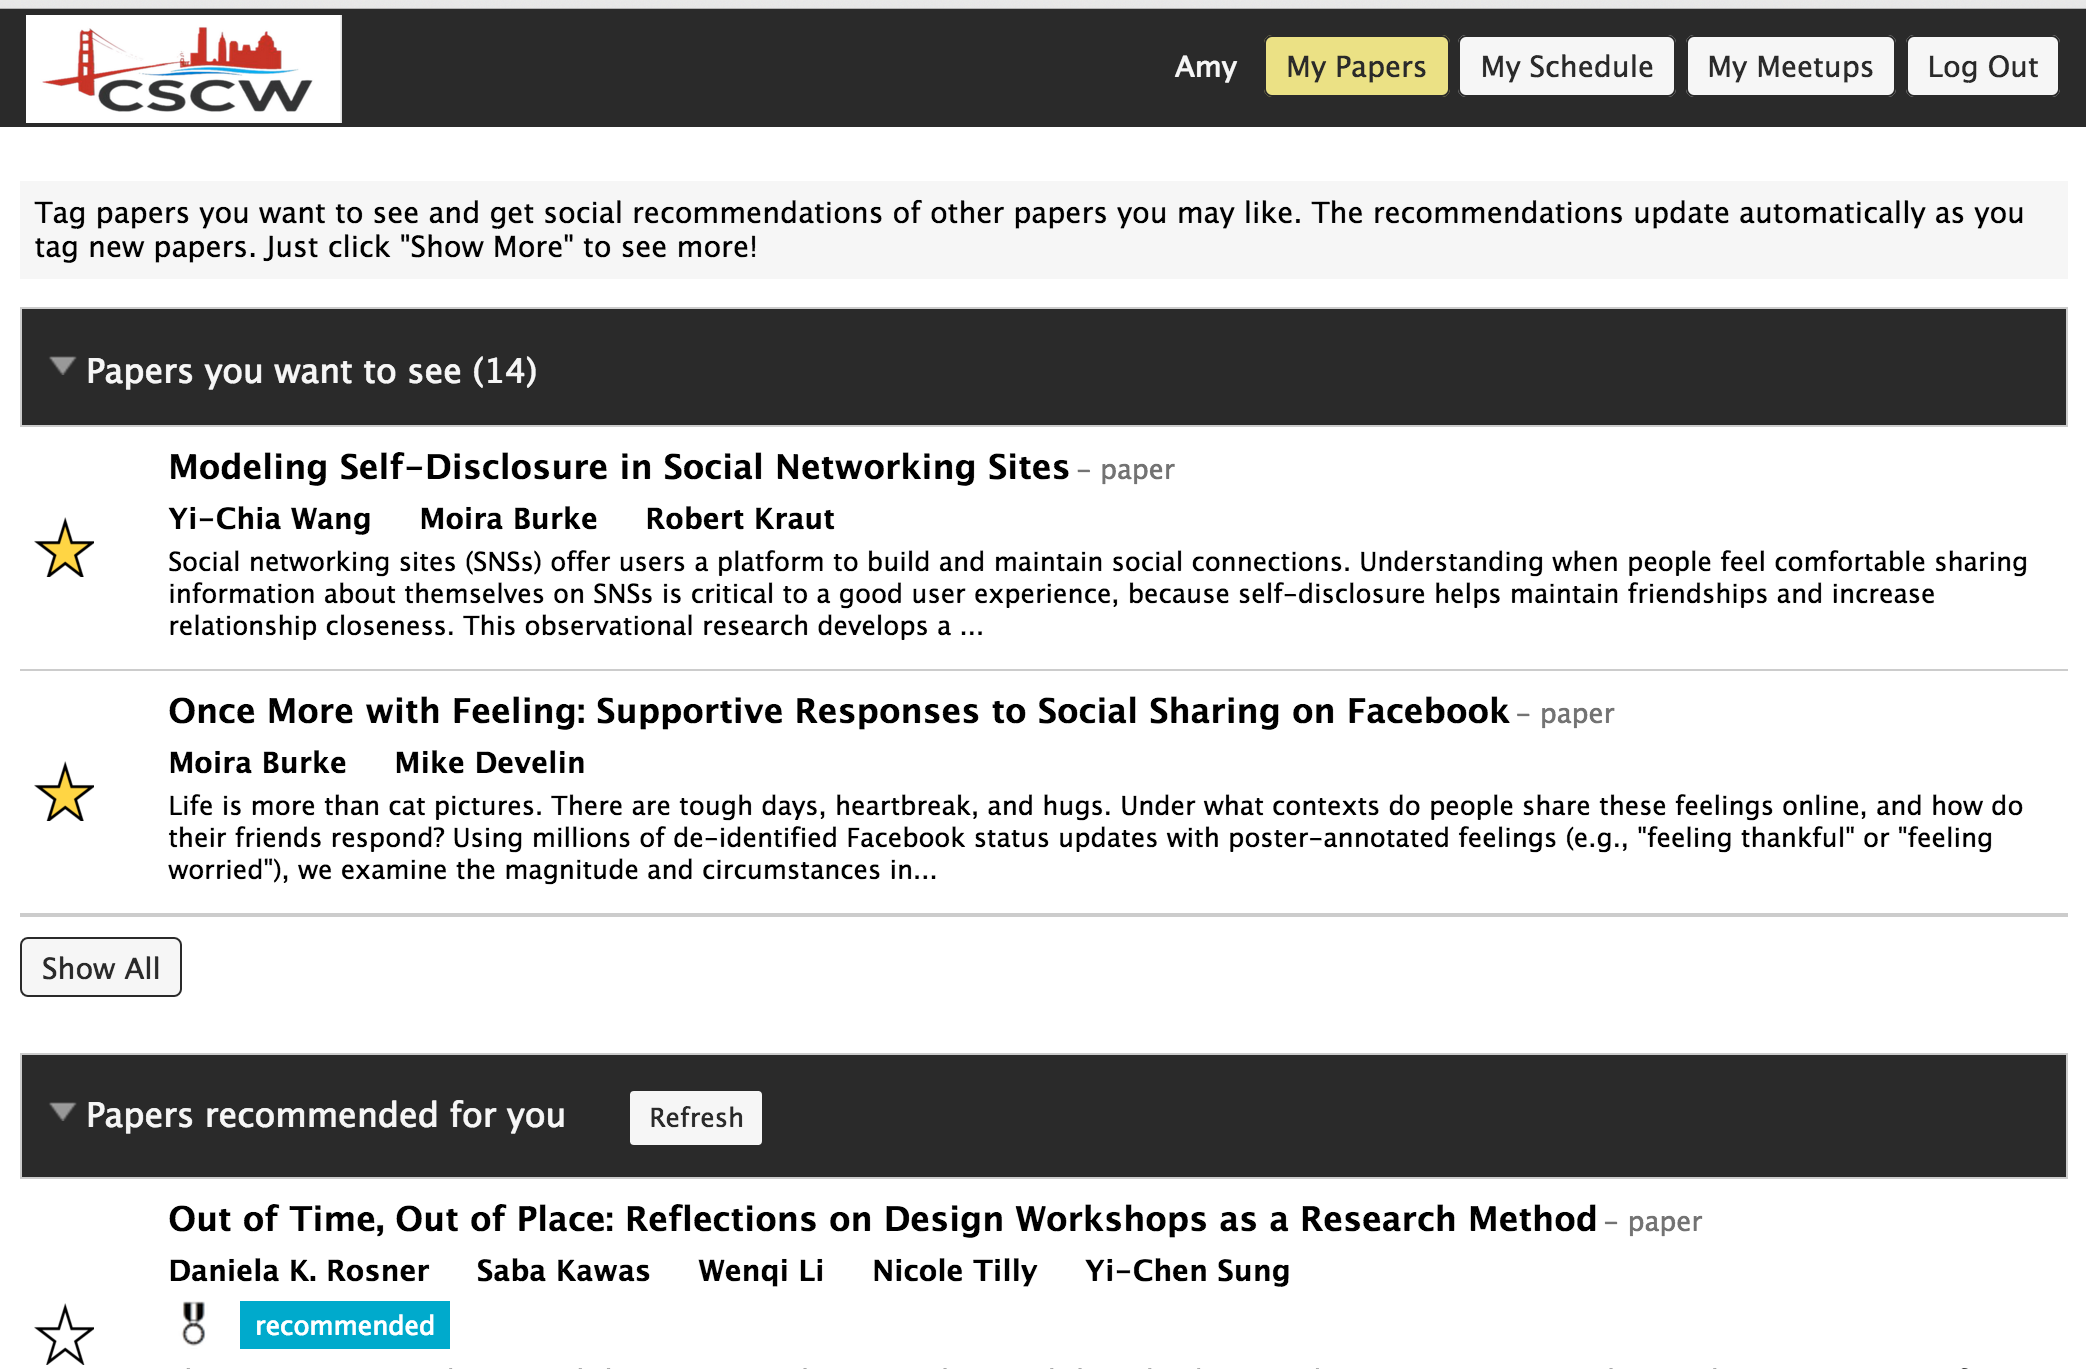 CSCW
Amy My Papers My Schedule My Meetups Log Out
Tag papers you want to see and get social recommendations of other papers you may like. The recommendations update automatically as you
tag new papers. Just click "Show More" to see more!
Papers you want to see (14)
Modeling Self-Disclosure in Social Networking Sites - paper
Yi-Chia Wang Moira Burke Robert Kraut
Social networking sites (SNSs) offer users a platform to build and maintain social connections. Understanding when people feel comfortable sharing
information about themselves on SNSs is critical to a good user experience, because self-disclosure helps maintain friendships and increase
relationship closeness. This observational research develops a ...
Once More with Feeling: Supportive Responses to Social Sharing on Facebook - paper
Moira Burke Mike Develin
Life is more than cat pictures. There are tough days, heartbreak, and hugs. Under what contexts do people share these feelings online, and how do
their friends respond? Using millions of de-identified Facebook status updates with poster-annotated feelings (e.g., "feeling thankful" or "feeling
worried"), we examine the magnitude and circumstances in...
Show All
Papers recommended for you Refresh
Out of Time, Out of Place: Reflections on Design Workshops as a Research Method - paper
Daniela K. Rosner Saba Kawas Wenqi Li Nicole Tilly Yi-Chen Sung
recommended